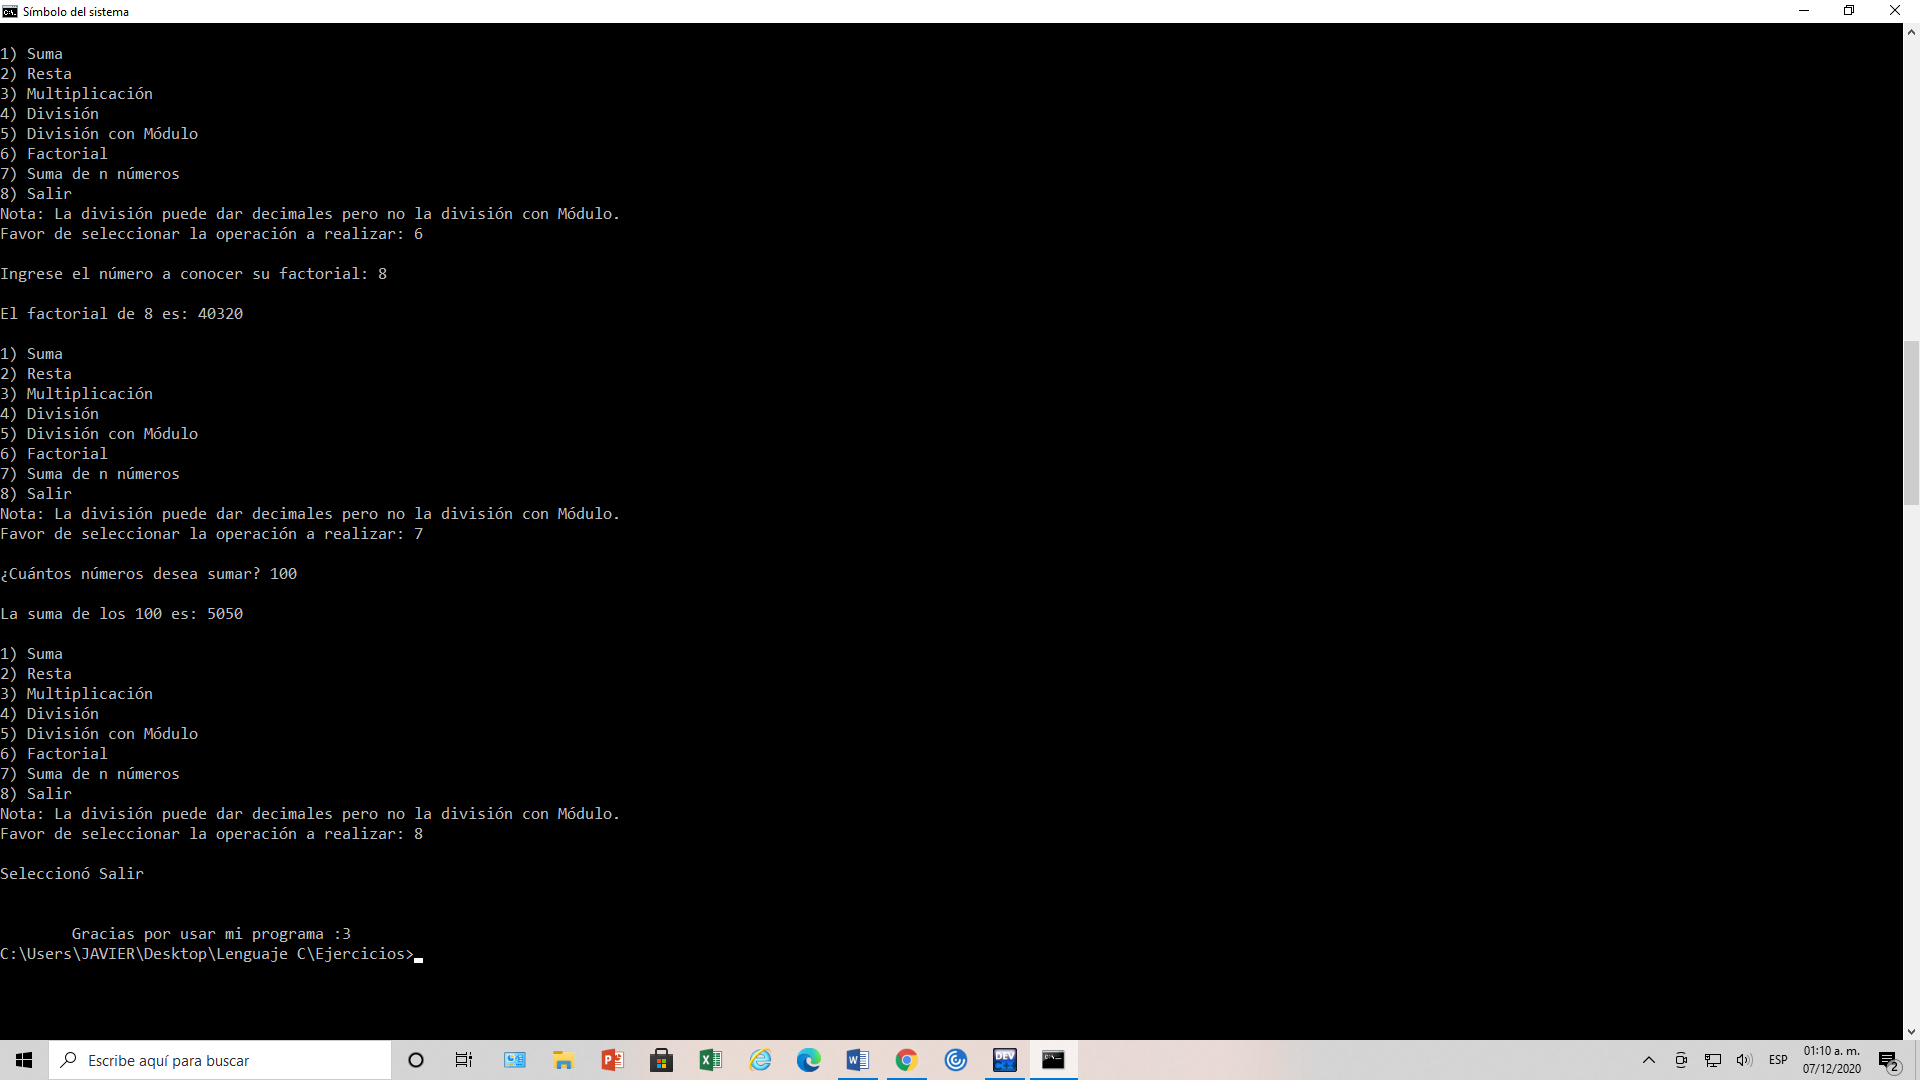 Símbolo del sistema
1) Suma
2) Resta
3) Multiplicación
4) División
5) División con Módulo
6) Factorial
7) Suma de n números
8) Salir
Nota: La división puede dar decimales pero no la división con Módulo.
Favor de seleccionar la operación a realizar: 6
Ingrese el número a conocer su factorial: 8
El factorial de 8 es: 40320
1) Suma
2) Resta
3) Multiplicación
4) División
5) División con Módulo
6) Factorial
7) Suma de n números
8) Salir
Nota: La división puede dar decimales pero no la división con Módulo.
Favor de seleccionar la operación a realizar: 7
¿Cuántos números desea sumar? 100
La suma de los 100 es: 5050
1) Suma
2) Resta
3) Multiplicación
4) División
5) División con Módulo
6) Factorial
7) Suma de n números
8) Salir
Nota: La división puede dar decimales pero no la división con Módulo.
Favor de seleccionar la operación a realizar: 8
Seleccionó Salir
Gracias por usar mi programa :3
C:\Users\JAVIER\Desktop\Lenguaje C\Ejercicios>
Escribe aquí para buscar
DEV
ESP
01:10 a. m.
07/12/2020
2